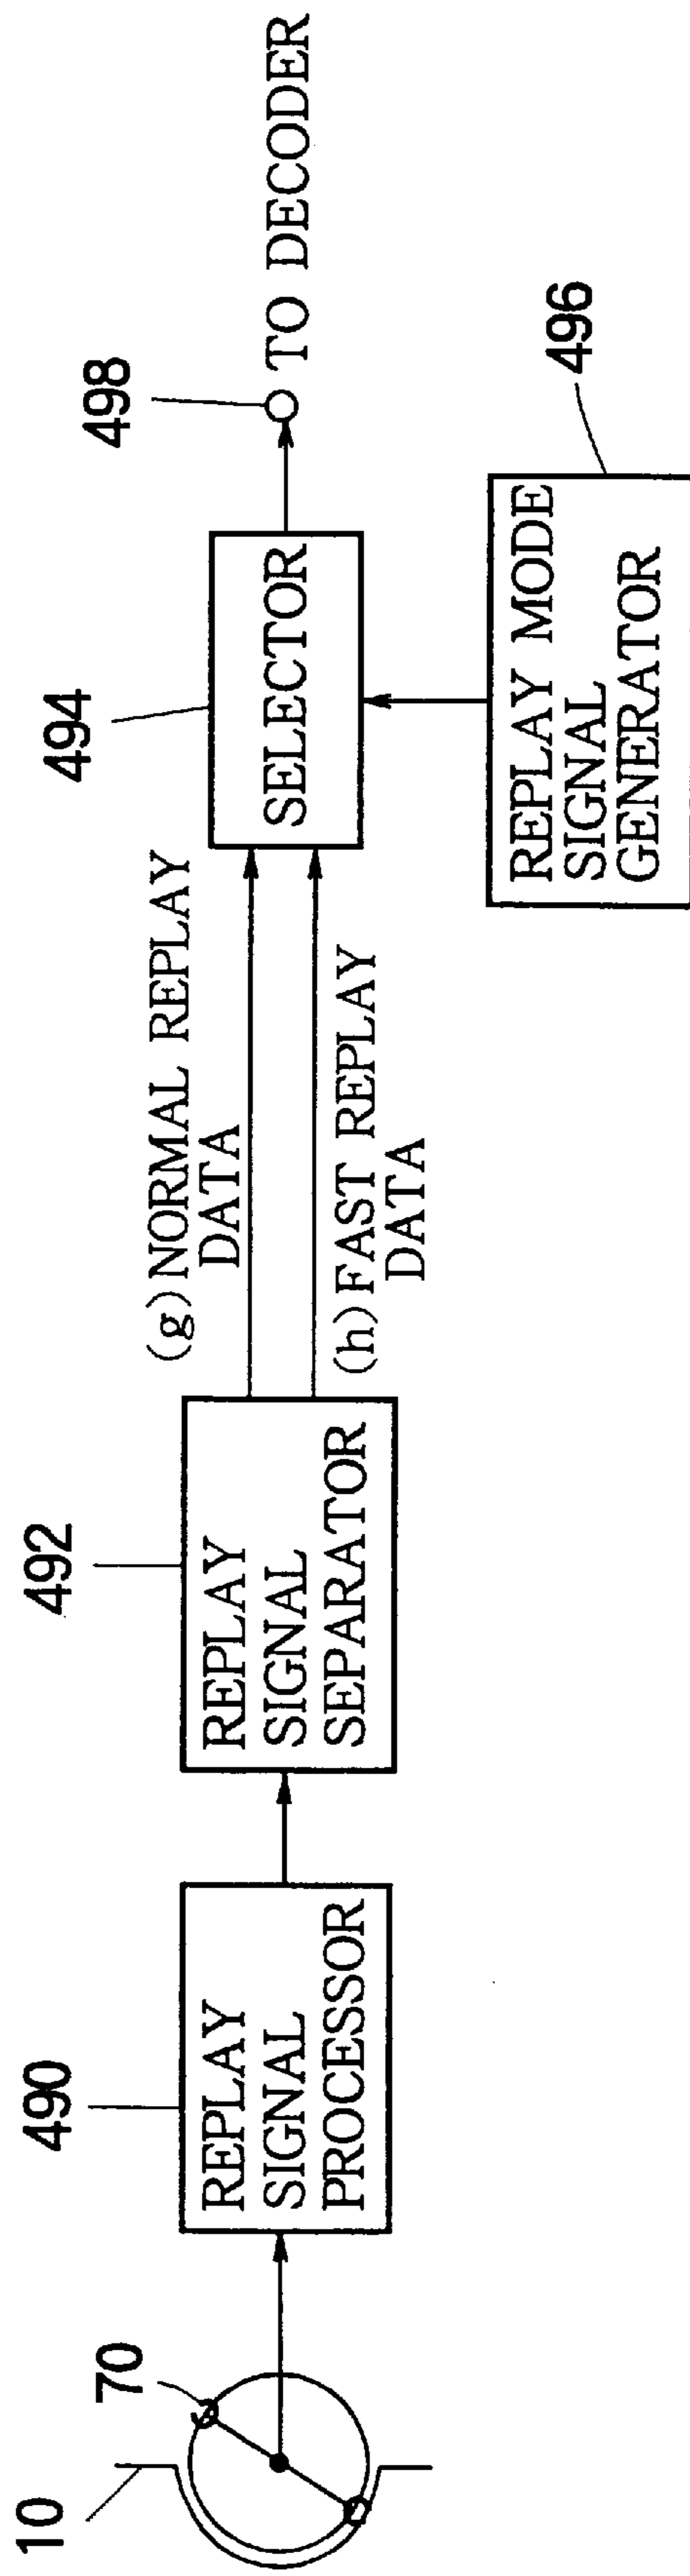 10
70
490
REPLAY
SIGNAL
PROCESSOR
492
REPLAY
SIGNAL
SEPARATOR
(g) NORMAL REPLAY
DATA
(h) FAST REPLAY
DATA
494
SELECTOR
498
TO DECODER
REPLAY MODE
SIGNAL
GENERATOR
496